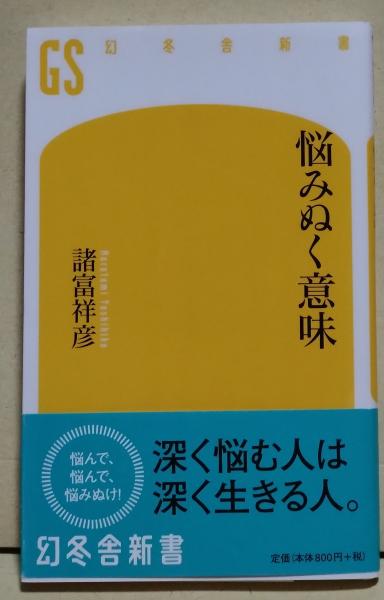 GS 幻冬舎新書
悩みぬく意味
諸富祥彦
Morotomi Yoshihiko
悩んで、
悩んで、
悩みぬけ!
深く悩む人は
深く生きる人。
幻冬舎新書
定価(本体800円+税)